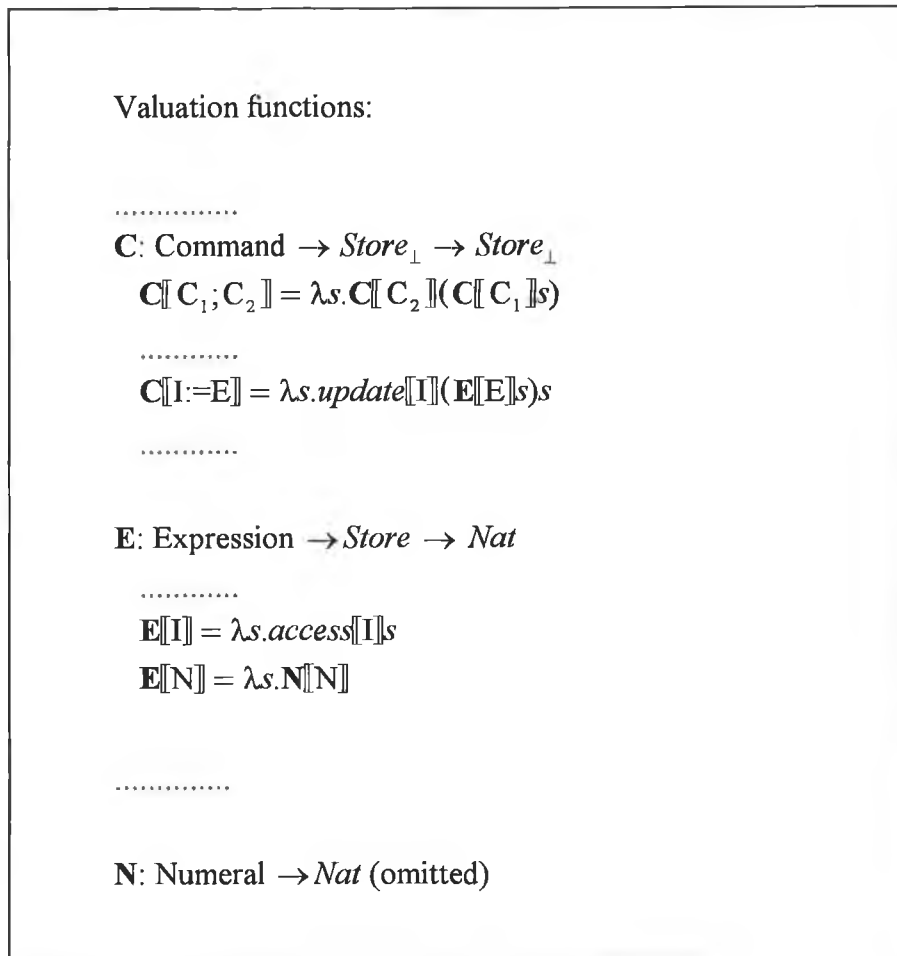 Valuation functions:
...............
C: Command → Store⊥ → Store⊥
C⟦C₁;C₂⟧ = λs.C⟦C₂⟧(C⟦C₁⟧s)
.............
C⟦I:=E⟧ = λs.update⟦I⟧(E⟦E⟧s)s
.............
E: Expression → Store → Nat
.............
E⟦I⟧ = λs.access⟦I⟧s
E⟦N⟧ = λs.N⟦N⟧
...............
N: Numeral → Nat (omitted)